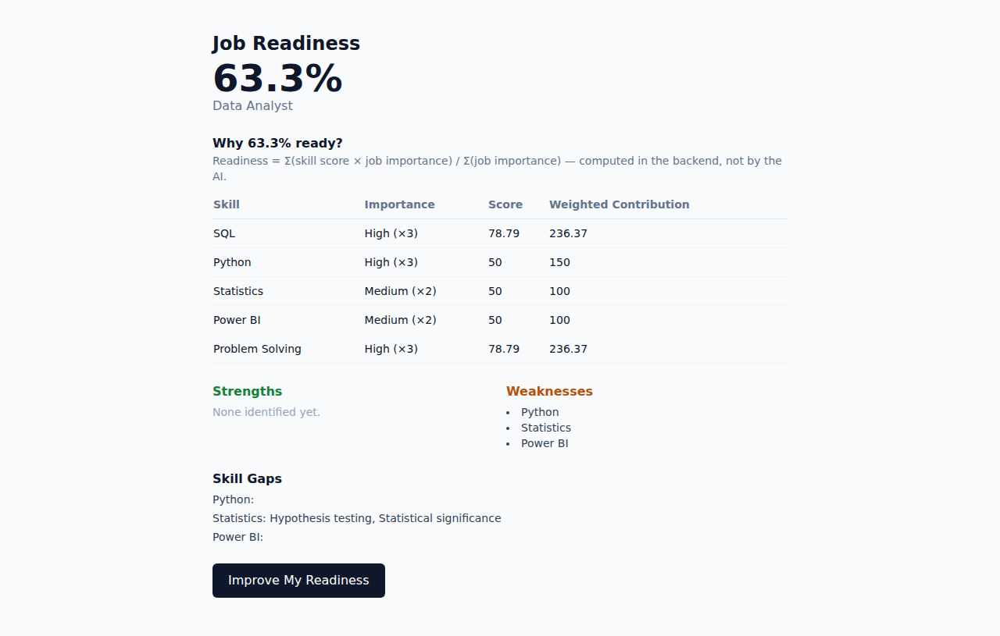 Job Readiness
63.3%
Data Analyst
Why 63.3% ready?
Readiness = Σ(skill score × job importance) / Σ(job importance) — computed in the backend, not by the
AI.
Skill Importance Score Weighted Contribution
SQL High (×3) 78.79 236.37
Python High (×3) 50 150
Statistics Medium (×2) 50 100
Power BI Medium (×2) 50 100
Problem Solving High (×3) 78.79 236.37
Strengths
None identified yet.
Weaknesses
• Python
• Statistics
• Power BI
Skill Gaps
Python:
Statistics: Hypothesis testing, Statistical significance
Power BI:
Improve My Readiness